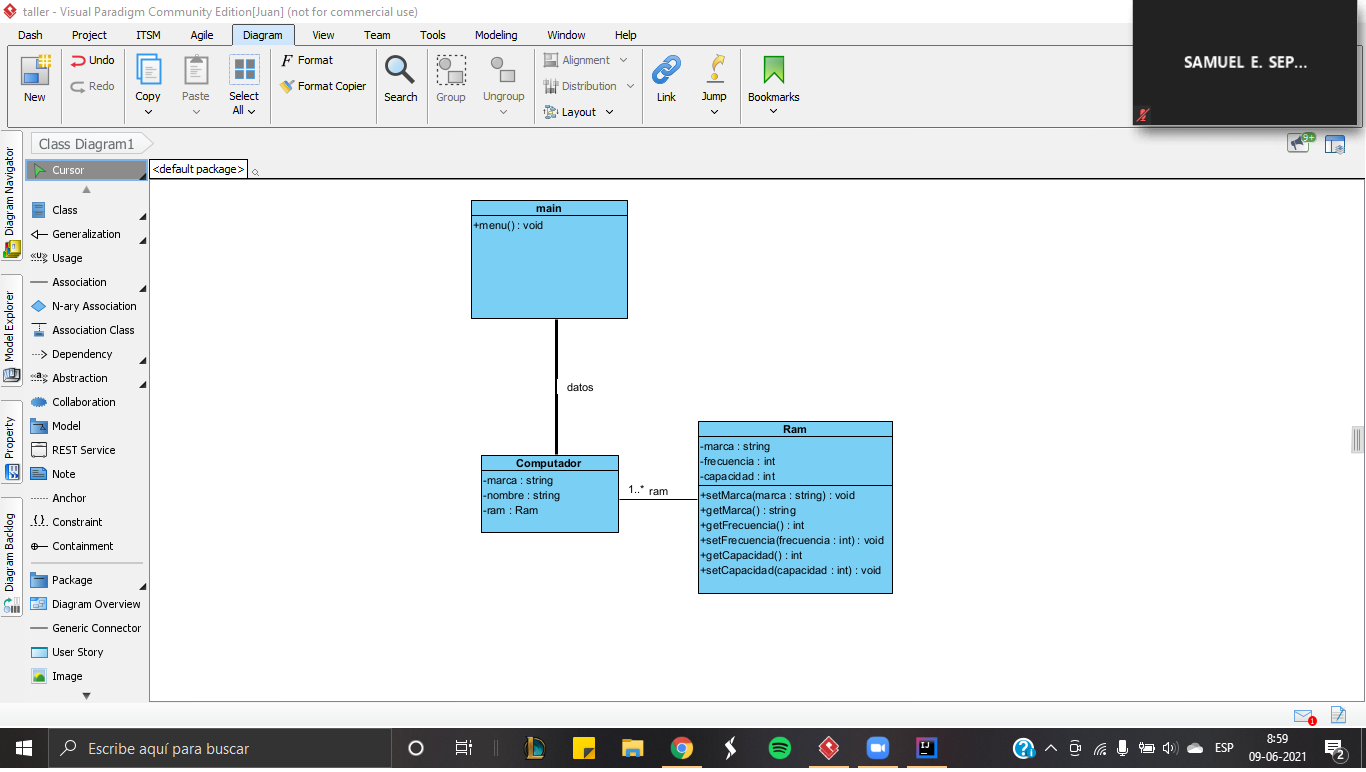 taller - Visual Paradigm Community Edition[Juan] (not for commercial use)
Dash Project ITSM Agile Diagram View Team Tools Modeling Window Help
SAMUEL E. SEP...
New
Undo
Redo
Copy
Paste
Select
All
Format
Format Copier
Search
Group
Ungroup
Alignment
Distribution
Layout
Link
Jump
Bookmarks
Class Diagram1
9+
Diagram Navigator
Model Explorer
Property
Diagram Backlog
Cursor
Class
Generalization
<<U>> Usage
Association
N-ary Association
Association Class
Dependency
<<a>> Abstraction
Collaboration
Model
REST Service
Note
Anchor
{} Constraint
Containment
Package
Diagram Overview
Generic Connector
User Story
Image
<default package>
main
+menu() : void
datos
Computador
-marca : string
-nombre : string
-ram : Ram
1..* ram
Ram
-marca : string
-frecuencia : int
-capacidad : int
+setMarca(marca : string) : void
+getMarca() : string
+getFrecuencia() : int
+setFrecuencia(frecuencia : int) : void
+getCapacidad() : int
+setCapacidad(capacidad : int) : void
1
Escribe aquí para buscar
IJ
ESP
8:59
09-06-2021
2